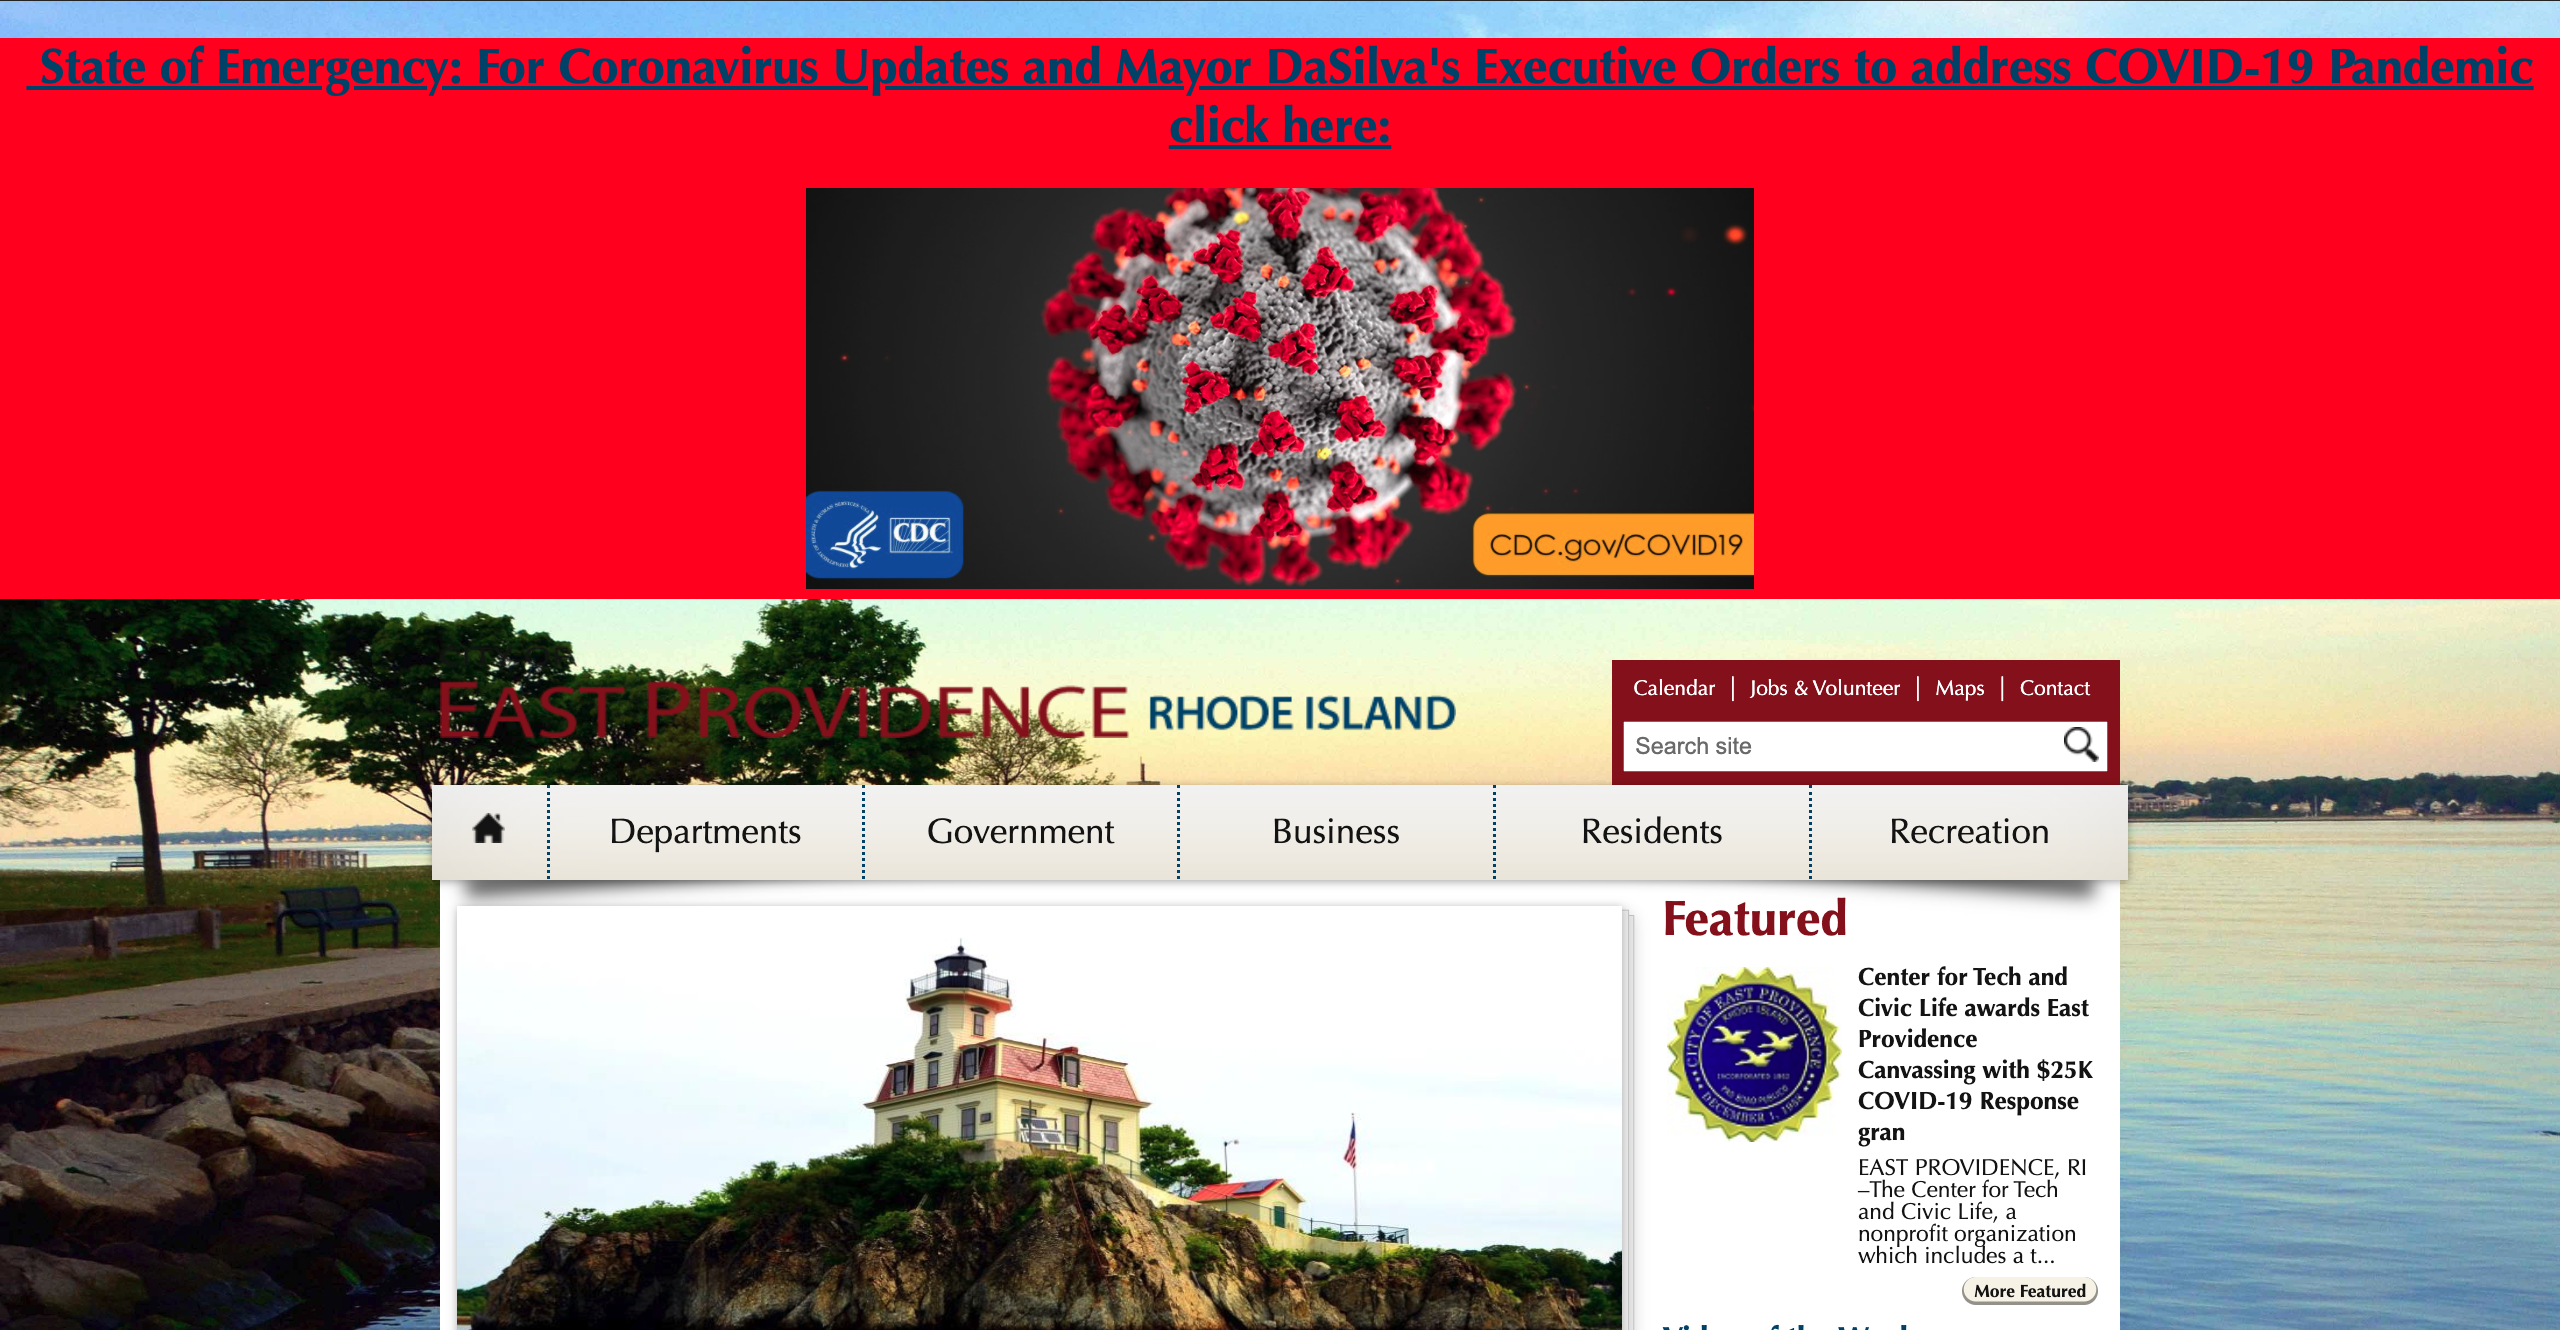 State of Emergency: For Coronavirus Updates and Mayor DaSilva's Executive Orders to address COVID-19 Pandemic
click here:
CDC
CDC.gov/COVID19
EAST PROVIDENCE RHODE ISLAND
Calendar | Jobs & Volunteer | Maps | Contact
Search site
Departments
Government
Business
Residents
Recreation
Featured
CITY OF EAST PROVIDENCE
RHODE ISLAND
INCORPORATED 1862
PRO BONO PUBLICO
DECEMBER 1, 1958
Center for Tech and
Civic Life awards East
Providence
Canvassing with $25K
COVID-19 Response
gran
EAST PROVIDENCE, RI
–The Center for Tech
and Civic Life, a
nonprofit organization
which includes a t...
More Featured